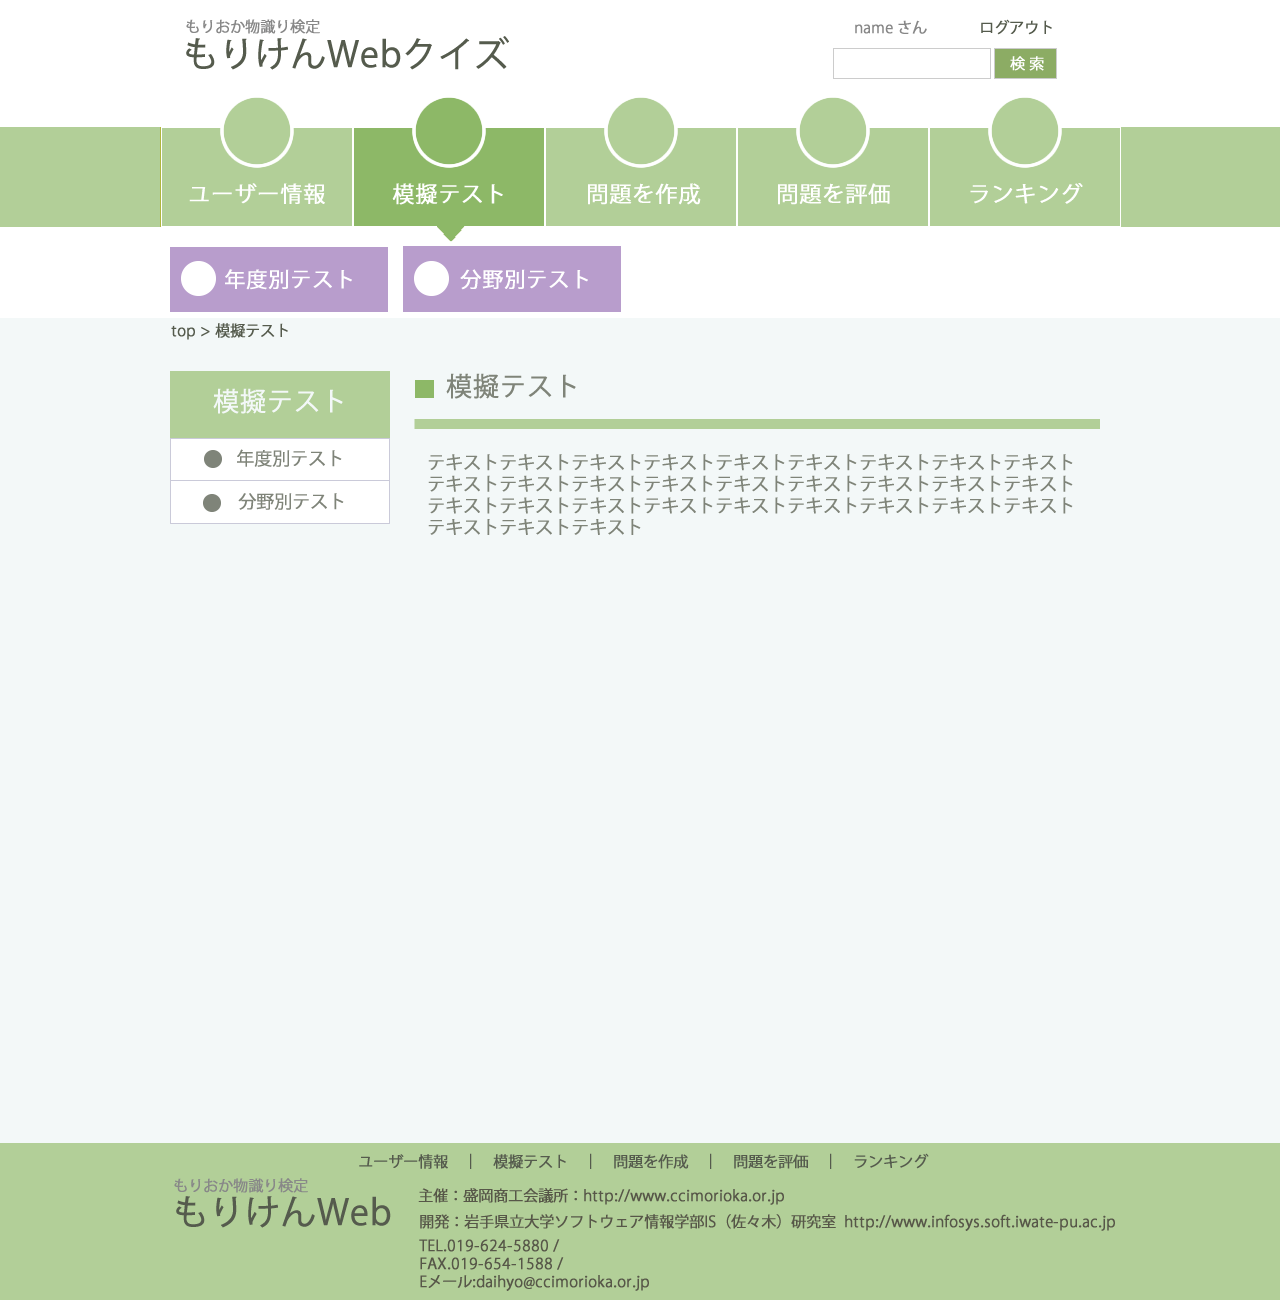 もりおか物識り検定
もりけんWebクイズ
name さん
ログアウト
検 索
ユーザー情報
模擬テスト
問題を作成
問題を評価
ランキング
年度別テスト
分野別テスト
top > 模擬テスト
模擬テスト
年度別テスト
分野別テスト
模擬テスト
テキストテキストテキストテキストテキストテキストテキストテキストテキスト
テキストテキストテキストテキストテキストテキストテキストテキストテキスト
テキストテキストテキストテキストテキストテキストテキストテキストテキスト
テキストテキストテキスト
ユーザー情報 | 模擬テスト | 問題を作成 | 問題を評価 | ランキング
もりおか物識り検定
もりけんWeb
主催：盛岡商工会議所：http://www.ccimorioka.or.jp
開発：岩手県立大学ソフトウェア情報学部IS（佐々木）研究室 http://www.infosys.soft.iwate-pu.ac.jp
TEL.019-624-5880 /
FAX.019-654-1588 /
Eメール:daihyo@ccimorioka.or.jp